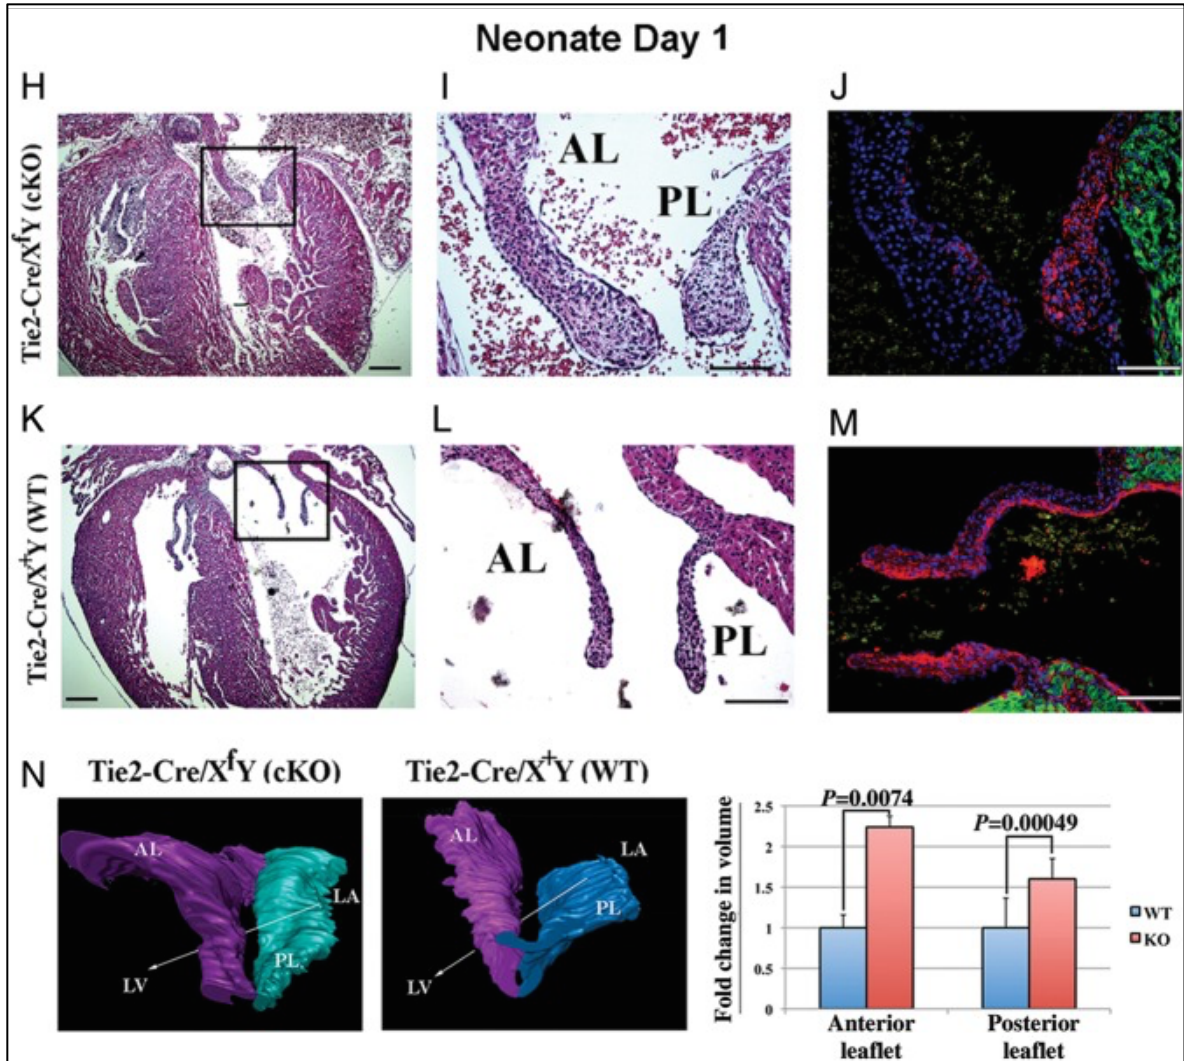 Neonate Day 1
H
I
J
Tie2-Cre/XfY (cKO)
AL
PL
K
L
M
Tie2-Cre/X+Y (WT)
AL
PL
N
Tie2-Cre/XfY (cKO)
Tie2-Cre/X+Y (WT)
AL
LA
PL
LV
AL
LA
PL
LV
Fold change in volume
2.5
2
1.5
1
0.5
0
P=0.0074
P=0.00049
WT
KO
Anterior
leaflet
Posterior
leaflet